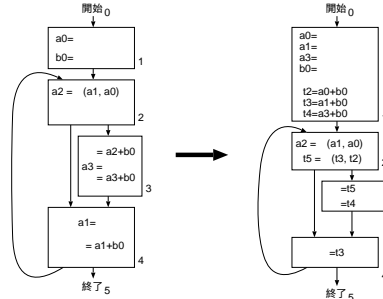 開始 0
a0=
b0=
1
a2 = (a1, a0)
2
= a2+b0
a3 =
= a3+b0
3
a1=
= a1+b0
4
終了 5
開始 0
a0=
a1=
a3=
b0=
t2=a0+b0
t3=a1+b0
t4=a3+b0
a2 = (a1, a0)
t5 = (t3, t2)
=t5
=t4
=t3
終了 5